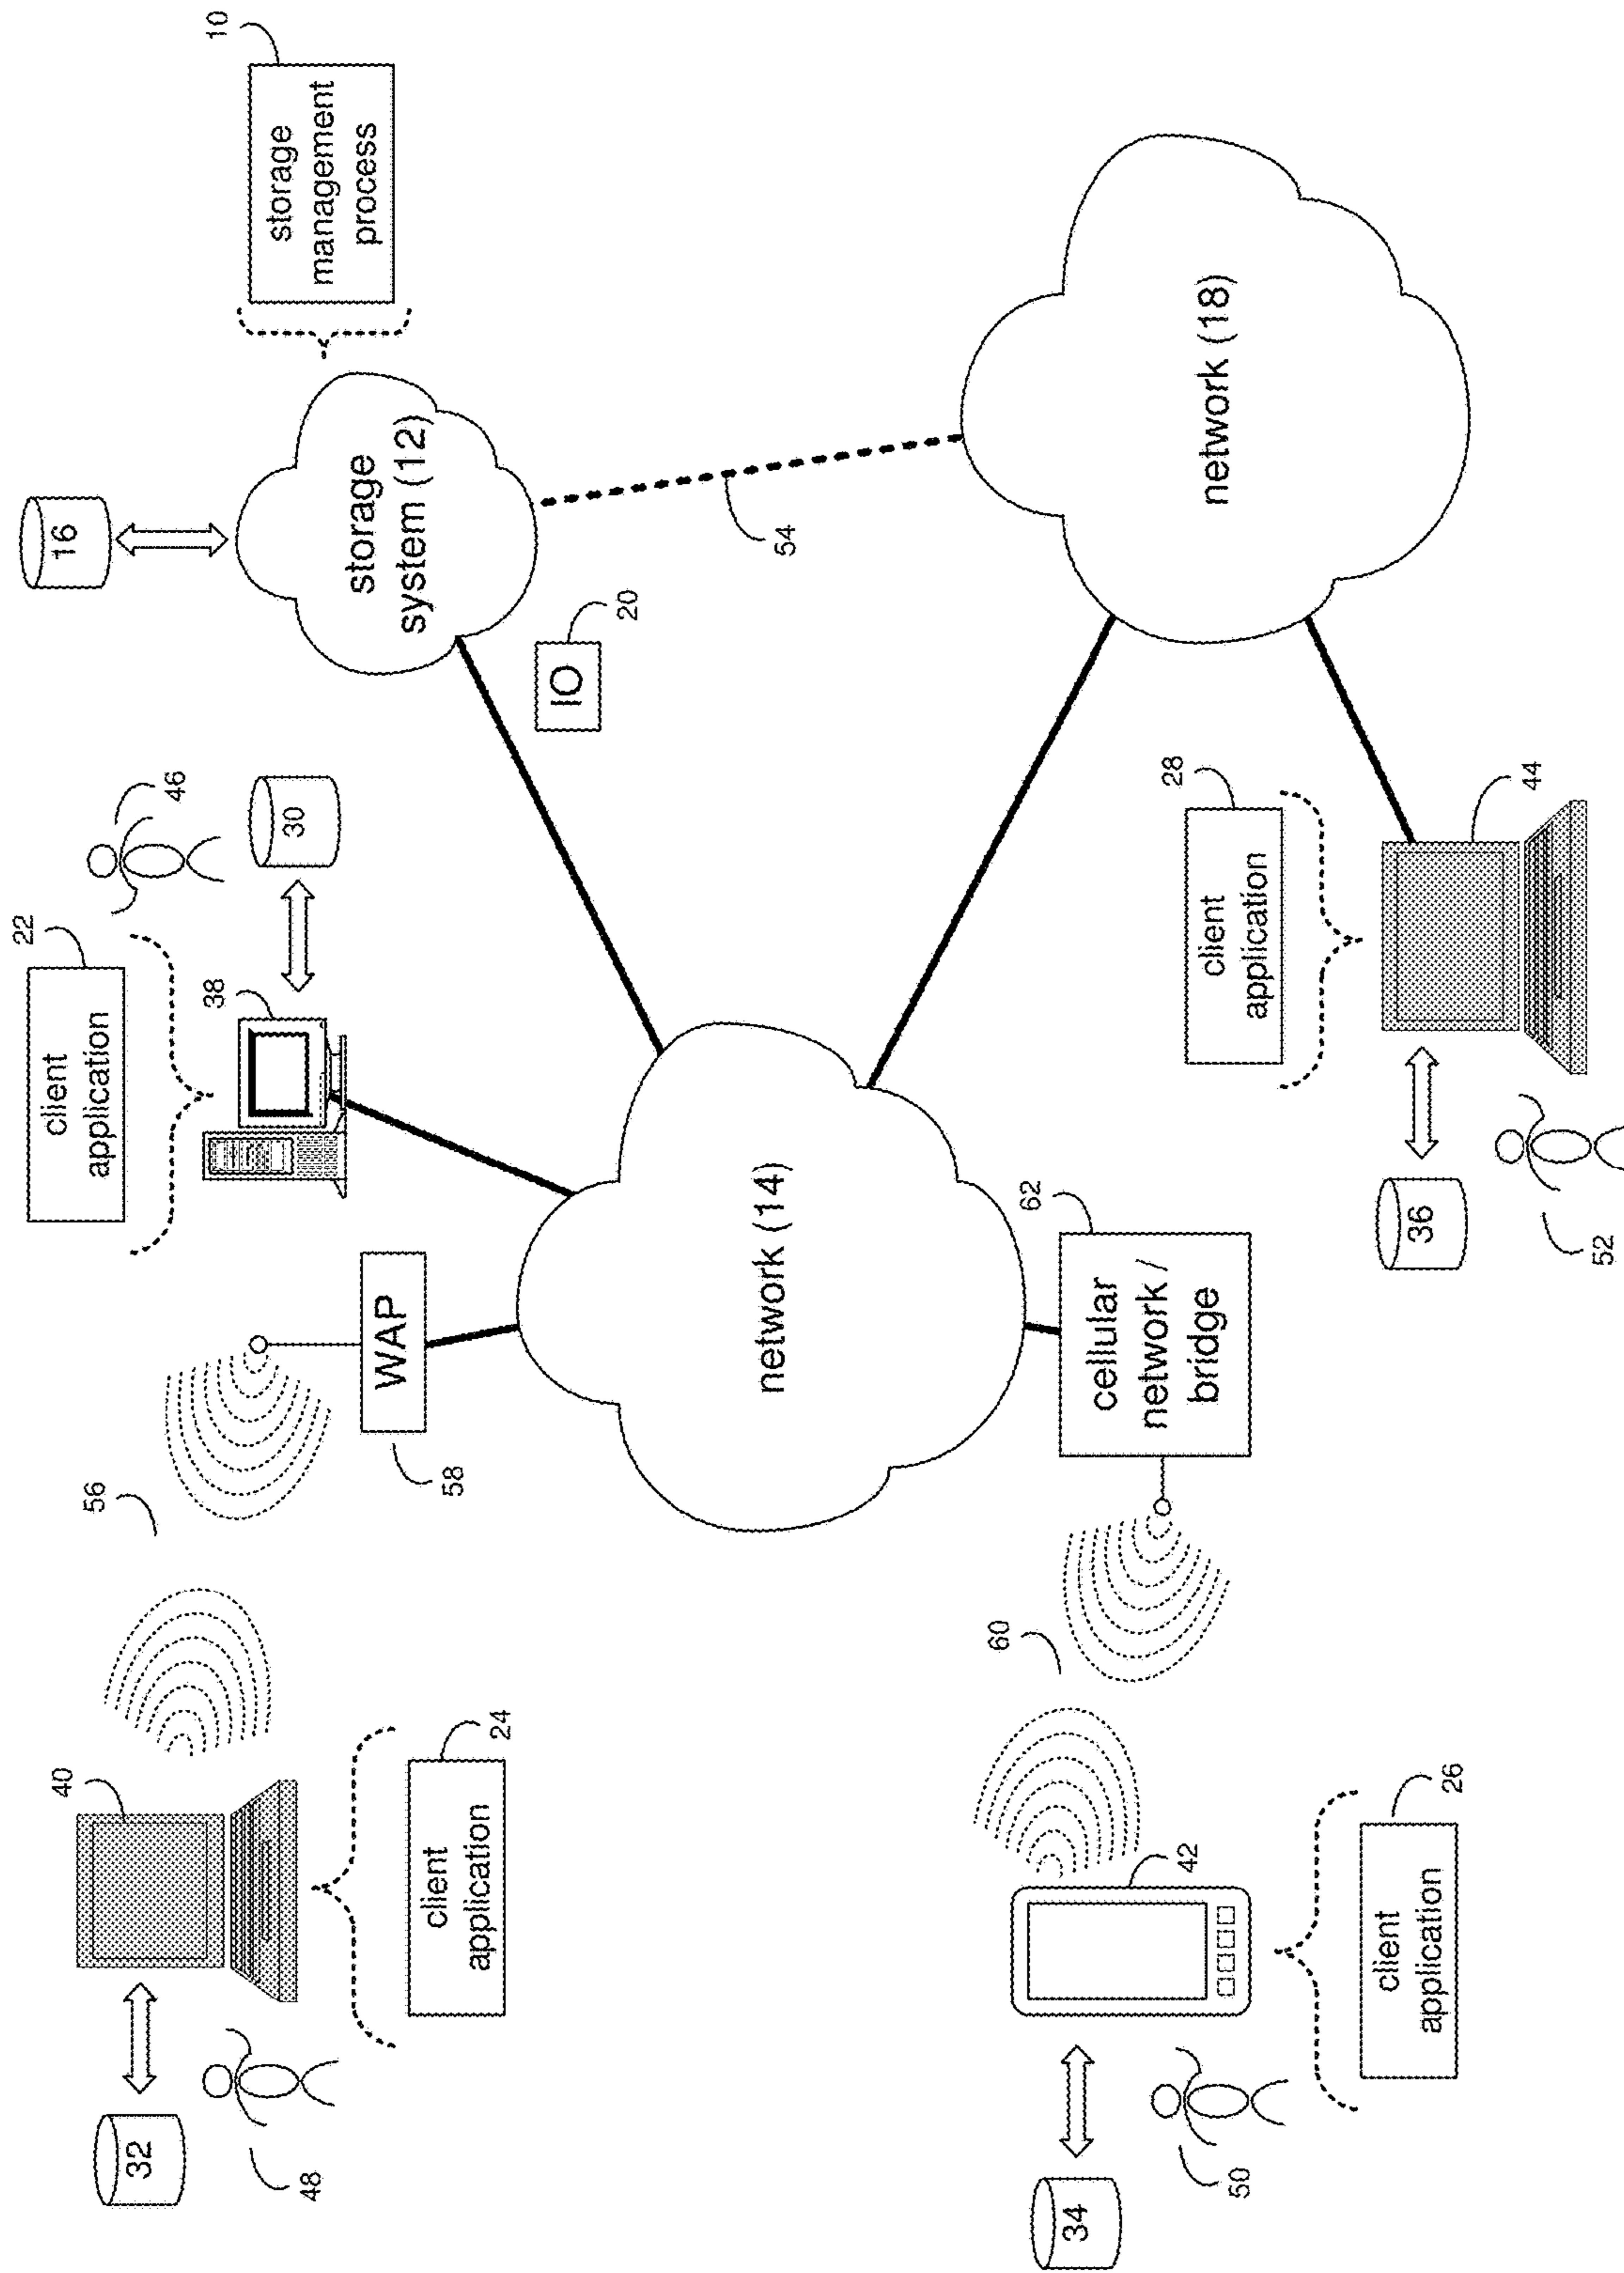 32
40
48
client
application
24
56
WAP
58
client
application
22
38
30
46
16
storage
system (12)
storage
management
process
10
IO
20
54
network (14)
network (18)
34
42
50
client
application
26
60
cellular
network /
bridge
62
client
application
28
44
36
52